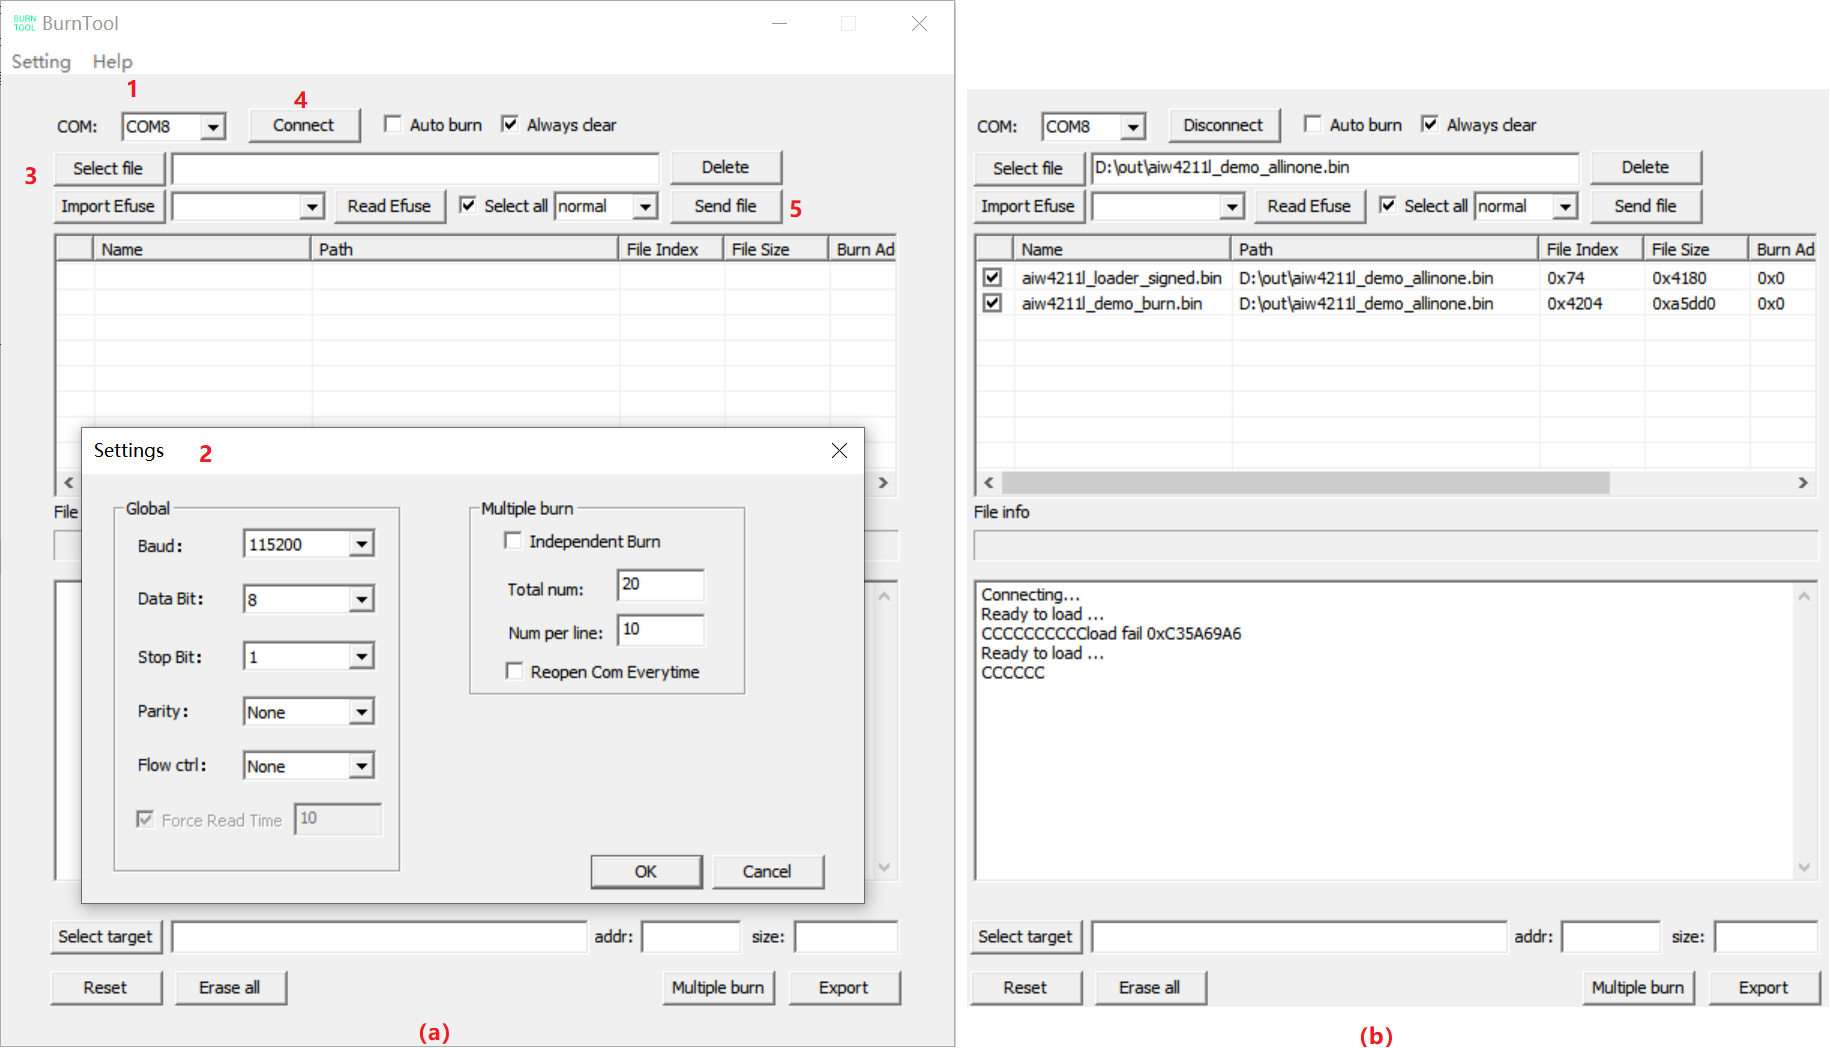 BURN TOOL BurnTool
Setting Help
1
4
COM: COM8 Connect Auto burn Always clear
3 Select file Delete
Import Efuse Read Efuse Select all normal Send file 5
Name Path File Index File Size Burn Ad
Settings 2
File
Global
Baud: 115200
Data Bit: 8
Stop Bit: 1
Parity: None
Flow ctrl: None
Force Read Time 10
Multiple burn
Independent Burn
Total num: 20
Num per line: 10
Reopen Com Everytime
OK Cancel
Select target addr: size:
Reset Erase all Multiple burn Export
(a)
COM: COM8 Disconnect Auto burn Always clear
Select file D:\out\aiw4211l_demo_allinone.bin Delete
Import Efuse Read Efuse Select all normal Send file
Name Path File Index File Size Burn Ad
aiw4211l_loader_signed.bin D:\out\aiw4211l_demo_allinone.bin 0x74 0x4180 0x0
aiw4211l_demo_burn.bin D:\out\aiw4211l_demo_allinone.bin 0x4204 0xa5dd0 0x0
File info
Connecting...
Ready to load ...
CCCCCCCCCCload fail 0xC35A69A6
Ready to load ...
CCCCCC
Select target addr: size:
Reset Erase all Multiple burn Export
(b)